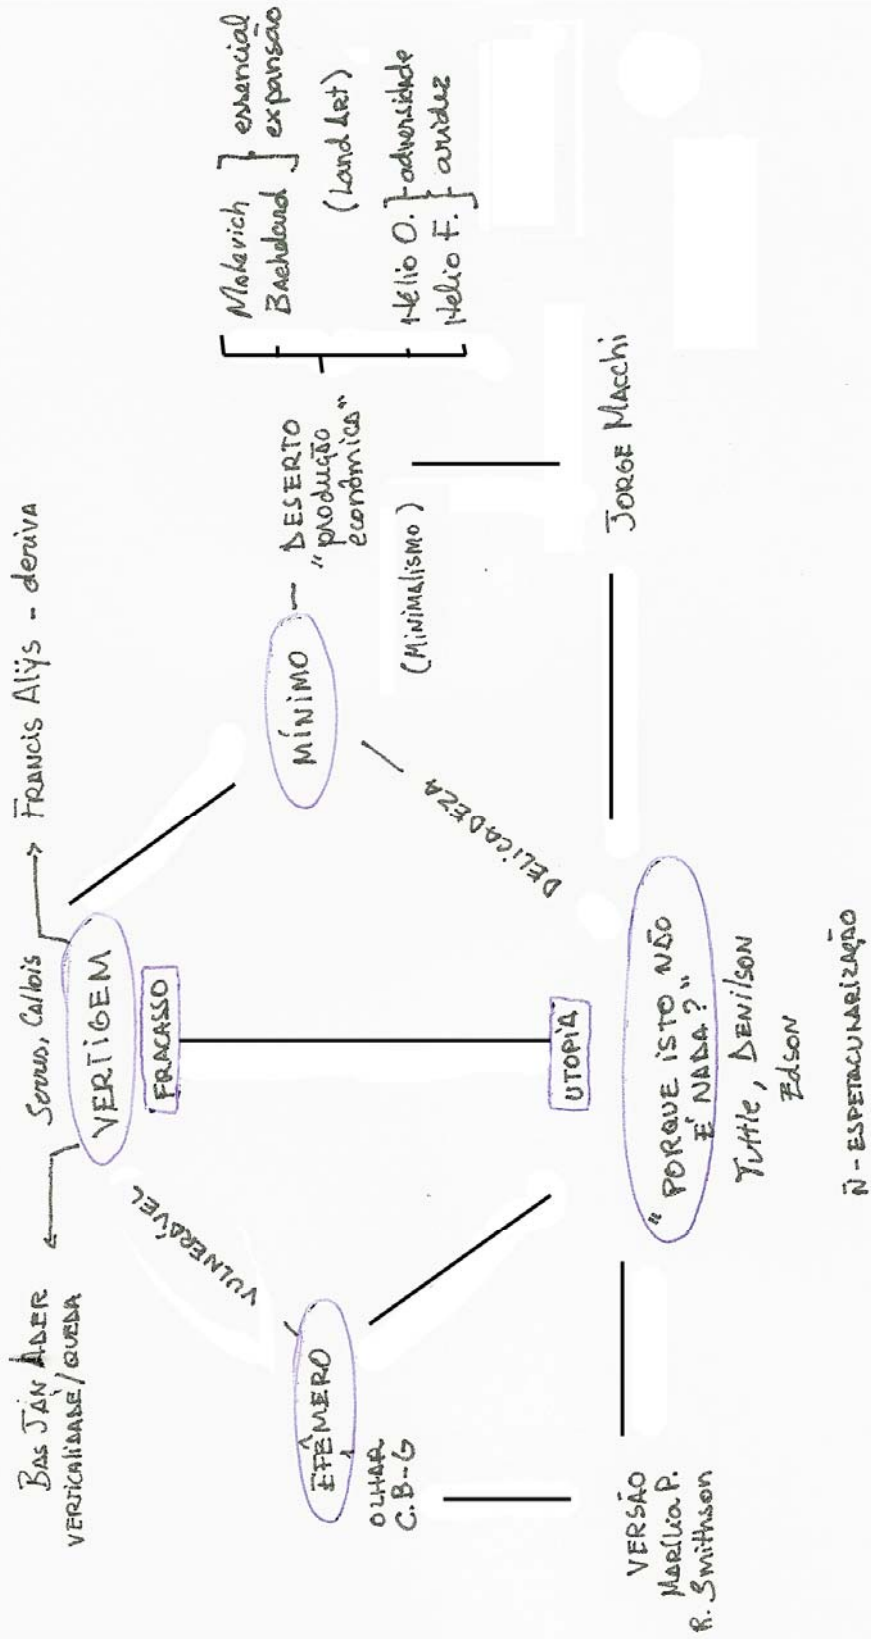 Serres, Callois
BAS JAN ADER
VERTICALIDADE/QUEDA
FRANCIS ALŸS - deriva
VERTIGEM
FRACASSO
VULNERÁVEL
EFÊMERO
OLHAR
C.B-G
MÍNIMO
DESERTO
"produção
econômica"
(MINIMALISMO)
Malevich
Bachelard
essencial
expansão
(Land Art)
Hélio O.
Helio F.
adversidade
aridez
DELICADEZA
UTOPIA
"PORQUE ISTO NÃO
É NADA?"
Tuttle, DENILSON
Edson
JORGE MACCHI
VERSÃO
MARÍLIA P.
R. Smithson
Ñ-ESPETACULARIZAÇÃO